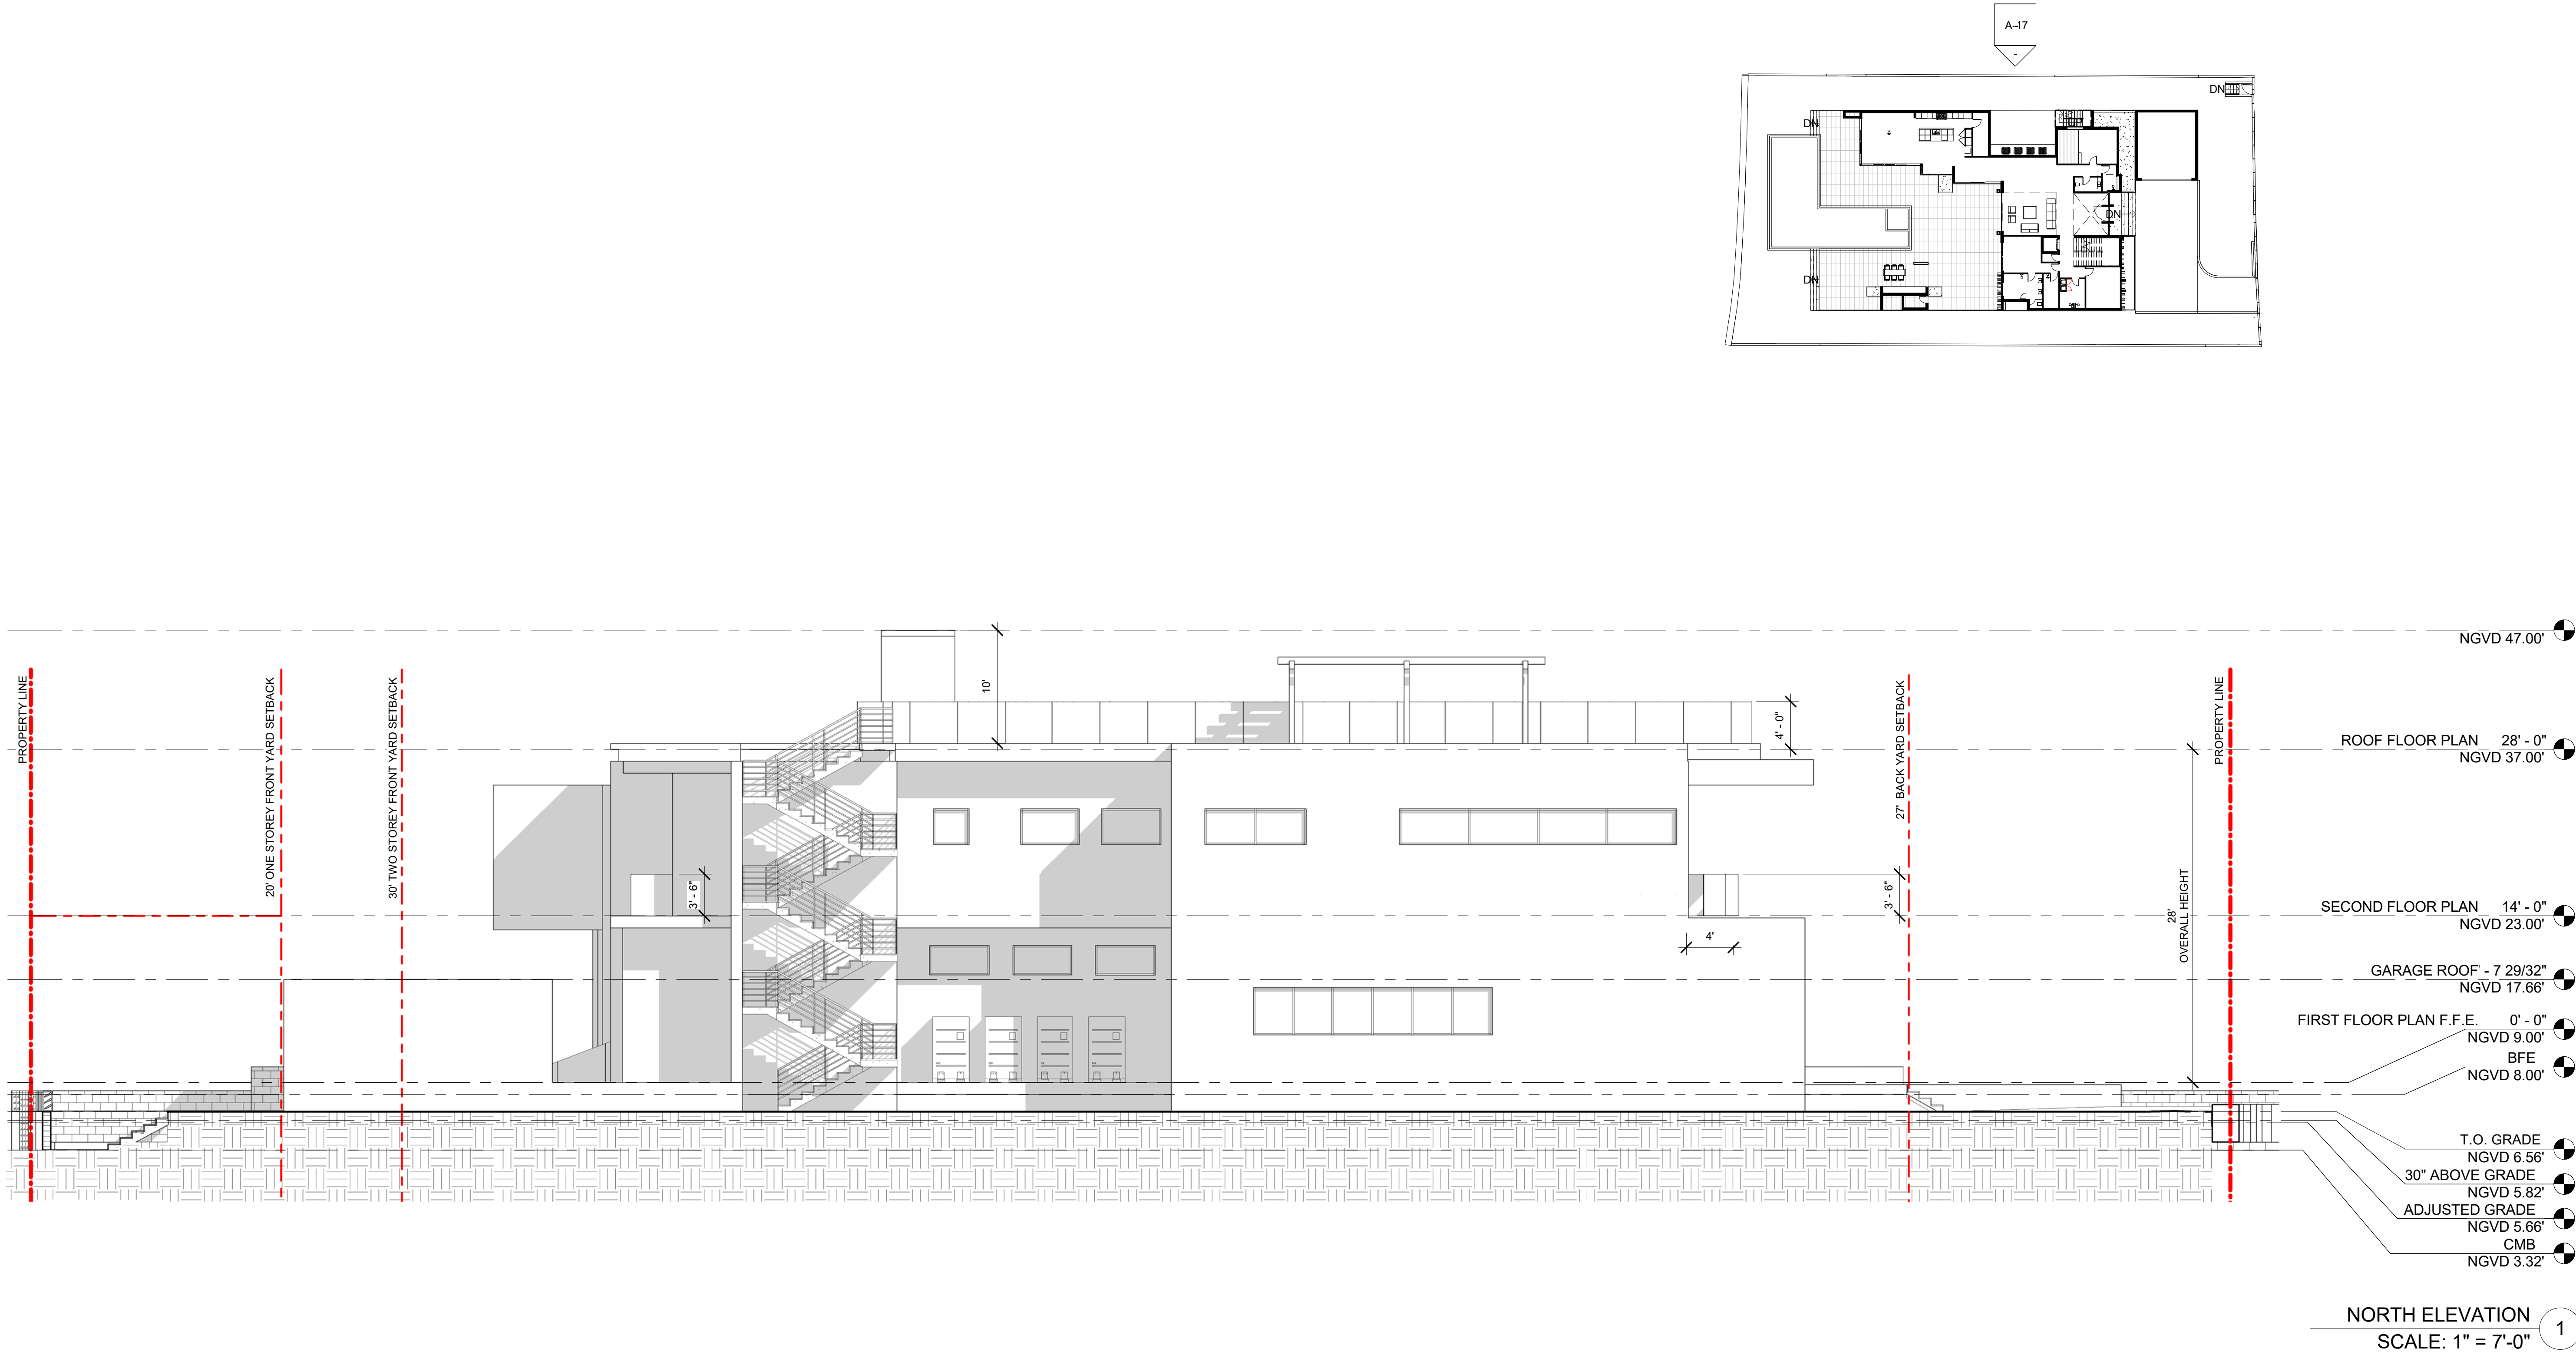 A-17
-
DN
DN
DN
DN
NGVD 47.00'
PROPERTY LINE
20' ONE STOREY FRONT YARD SETBACK
30' TWO STOREY FRONT YARD SETBACK
10'
4' - 0"
27' BACK YARD SETBACK
PROPERTY LINE
ROOF FLOOR PLAN 28' - 0"
NGVD 37.00'
3' - 6"
3' - 6"
28'
OVERALL HEIGHT
SECOND FLOOR PLAN 14' - 0"
NGVD 23.00'
4'
GARAGE ROOF' - 7 29/32"
NGVD 17.66'
FIRST FLOOR PLAN F.F.E. 0' - 0"
NGVD 9.00'
BFE
NGVD 8.00'
T.O. GRADE
NGVD 6.56'
30" ABOVE GRADE
NGVD 5.82'
ADJUSTED GRADE
NGVD 5.66'
CMB
NGVD 3.32'
NORTH ELEVATION
1
SCALE: 1" = 7'-0"